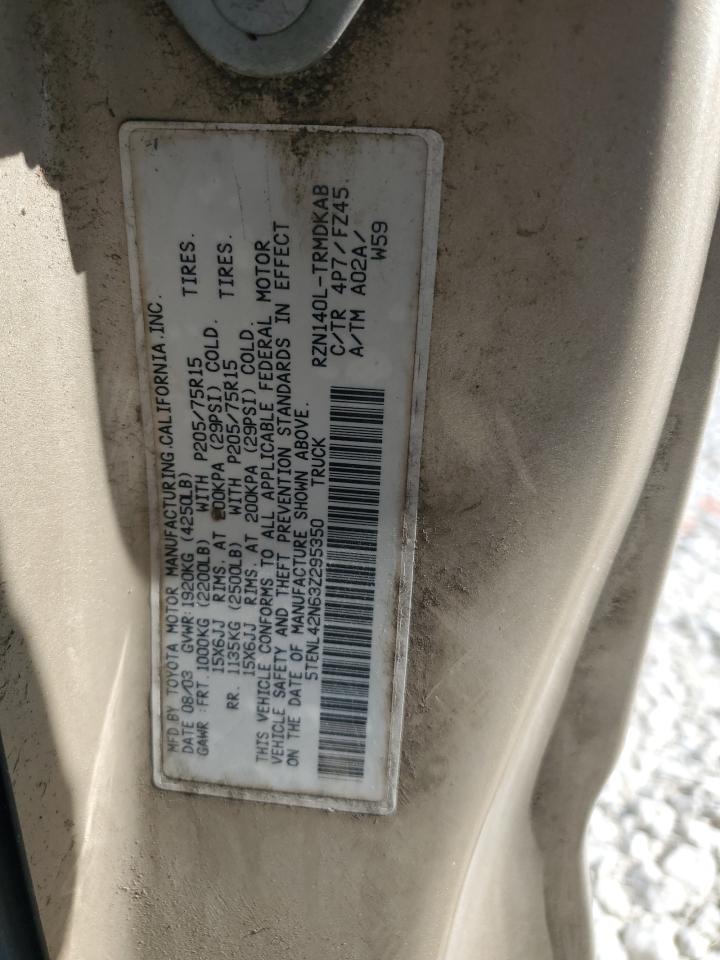 MFD BY TOYOTA MOTOR MANUFACTURING.CALIFORNIA.INC.
DATE 08/03 GVWR:1920KG (4250LB)
GAWR :FRT.1000KG (2200LB) WITH P205/75R15 TIRES.
15X6JJ RIMS. AT 200KPA (29PSI) COLD.
RR. 1135KG (2500LB) WITH P205/75R15 TIRES.
15X6JJ RIMS. AT 200KPA (29PSI) COLD.
THIS VEHICLE CONFORMS TO ALL APPLICABLE FEDERAL MOTOR
VEHICLE SAFETY AND THEFT PREVENTION STANDARDS IN EFFECT
ON THE DATE OF MANUFACTURE SHOWN ABOVE.
5TENL42N63Z295350 TRUCK
RZN140L-TRMDKAB
C/TR 4P7/FZ45
A/TM A02A/
W59